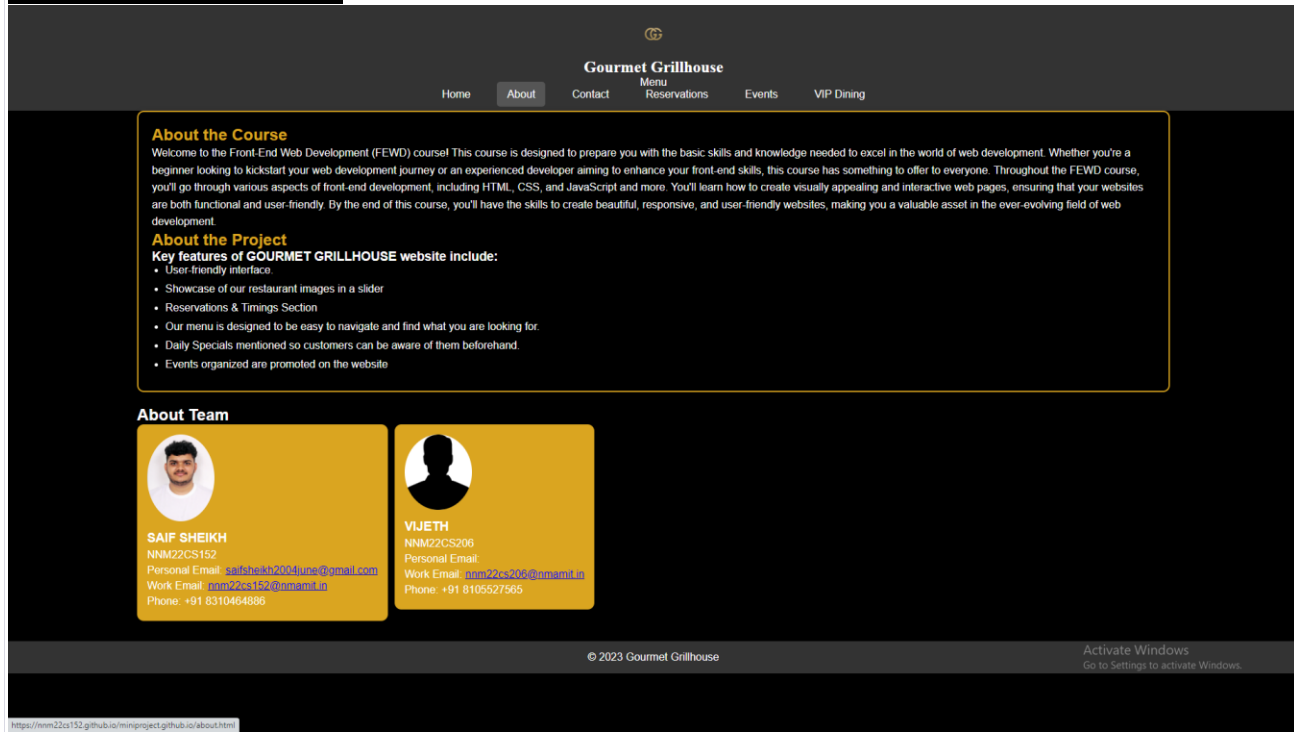 Gourmet Grillhouse
Menu
Home About Contact Reservations Events VIP Dining
About the Course
Welcome to the Front-End Web Development (FEWD) course! This course is designed to prepare you with the basic skills and knowledge needed to excel in the world of web development. Whether you're a
beginner looking to kickstart your web development journey or an experienced developer aiming to enhance your front-end skills, this course has something to offer to everyone. Throughout the FEWD course,
you'll go through various aspects of front-end development, including HTML, CSS, and JavaScript and more. You'll learn how to create visually appealing and interactive web pages, ensuring that your websites
are both functional and user-friendly. By the end of this course, you'll have the skills to create beautiful, responsive, and user-friendly websites, making you a valuable asset in the ever-evolving field of web
development.
About the Project
Key features of GOURMET GRILLHOUSE website include:
• User-friendly interface.
• Showcase of our restaurant images in a slider
• Reservations & Timings Section
• Our menu is designed to be easy to navigate and find what you are looking for.
• Daily Specials mentioned so customers can be aware of them beforehand.
• Events organized are promoted on the website
About Team
SAIF SHEIKH
NNM22CS152
Personal Email: saifsheikh2004june@gmail.com
Work Email: nnm22cs152@nmamit.in
Phone: +91 8310464886
VIJETH
NNM22CS206
Personal Email:
Work Email: nnm22cs206@nmamit.in
Phone: +91 8105527565
© 2023 Gourmet Grillhouse
Activate Windows
Go to Settings to activate Windows.
https://nnm22cs152.github.io/miniproject.github.io/about.html